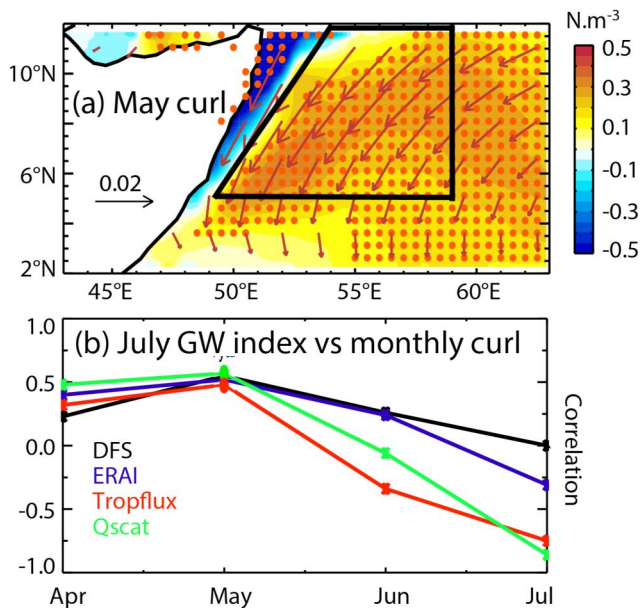 N.m⁻³
10°N
6°N
2°N
(a) May curl
0.02
45°E 50°E 55°E 60°E
0.5
0.3
0.1
-0.1
-0.3
-0.5
(b) July GW index vs monthly curl
1.0
0.5
0.0
-0.5
-1.0
DFS
ERAI
Tropflux
Qscat
Correlation
Apr May Jun Jul